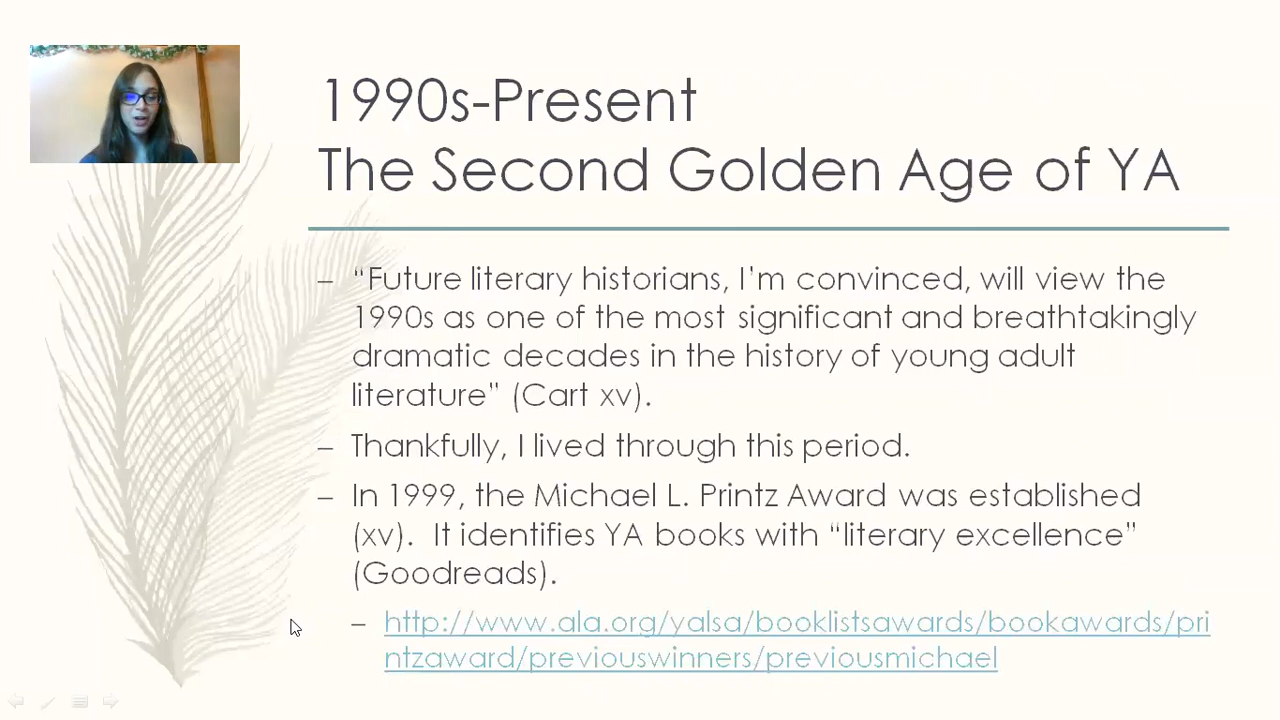 1990s-Present
The Second Golden Age of YA
– “Future literary historians, I’m convinced, will view the
1990s as one of the most significant and breathtakingly
dramatic decades in the history of young adult
literature” (Cart xv).
– Thankfully, I lived through this period.
– In 1999, the Michael L. Printz Award was established
(xv).  It identifies YA books with “literary excellence”
(Goodreads).
– http://www.ala.org/yalsa/booklistsawards/bookawards/pri
ntzaward/previouswinners/previousmichael